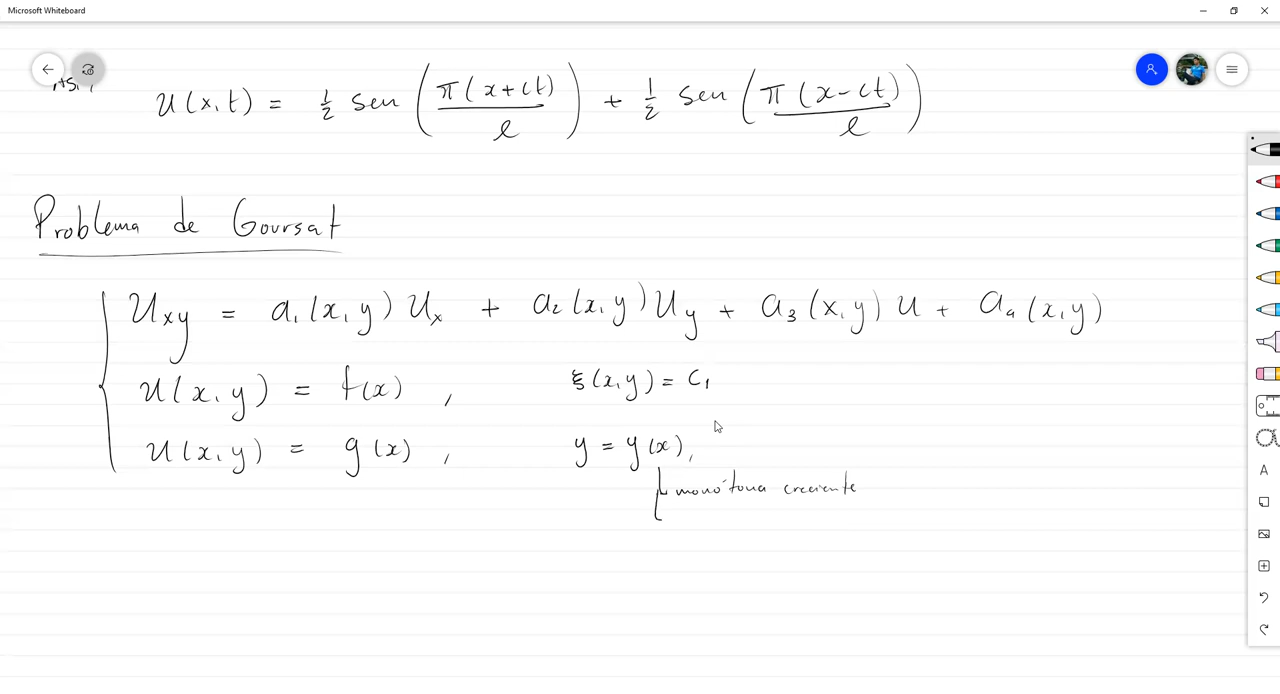 Microsoft Whiteboard
u(x,t) = 1/2 sen (π(x+ct)/ℓ) + 1/2 sen (π(x-ct)/ℓ)
Problema de Goursat
u_xy = a₁(x,y) u_x + a₂(x,y) u_y + a₃(x,y) u + a₄(x,y)
u(x,y) = f(x) , ξ(x,y) = c₁
u(x,y) = g(x) , y = y(x),
monótona creciente
A